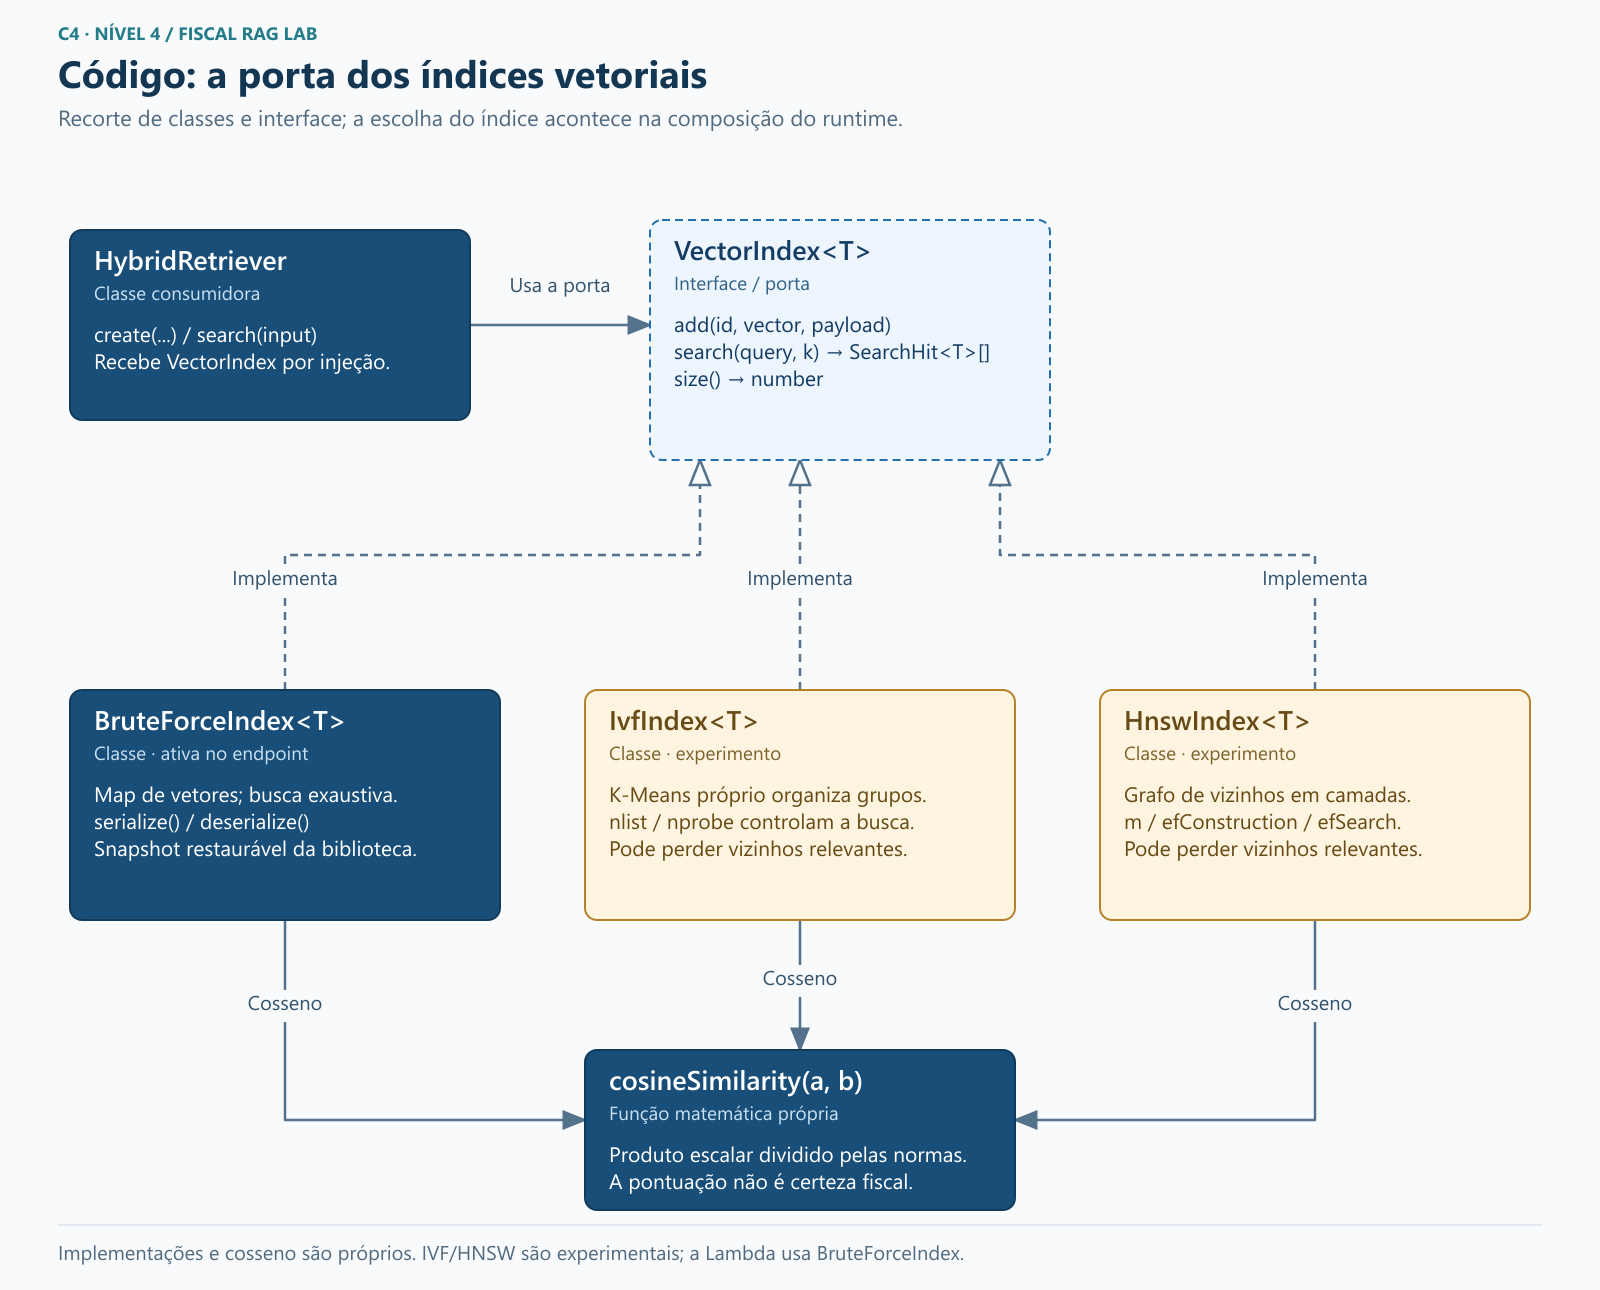 C4 · NÍVEL 4 / FISCAL RAG LAB
Código: a porta dos índices vetoriais
Recorte de classes e interface; a escolha do índice acontece na composição do runtime.
HybridRetriever
Classe consumidora
create(...) / search(input)
Recebe VectorIndex por injeção.
Usa a porta
VectorIndex<T>
Interface / porta
add(id, vector, payload)
search(query, k) → SearchHit<T>[]
size() → number
Implementa
Implementa
Implementa
BruteForceIndex<T>
Classe · ativa no endpoint
Map de vetores; busca exaustiva.
serialize() / deserialize()
Snapshot restaurável da biblioteca.
IvfIndex<T>
Classe · experimento
K-Means próprio organiza grupos.
nlist / nprobe controlam a busca.
Pode perder vizinhos relevantes.
HnswIndex<T>
Classe · experimento
Grafo de vizinhos em camadas.
m / efConstruction / efSearch.
Pode perder vizinhos relevantes.
Cosseno
Cosseno
Cosseno
cosineSimilarity(a, b)
Função matemática própria
Produto escalar dividido pelas normas.
A pontuação não é certeza fiscal.
Implementações e cosseno são próprios. IVF/HNSW são experimentais; a Lambda usa BruteForceIndex.